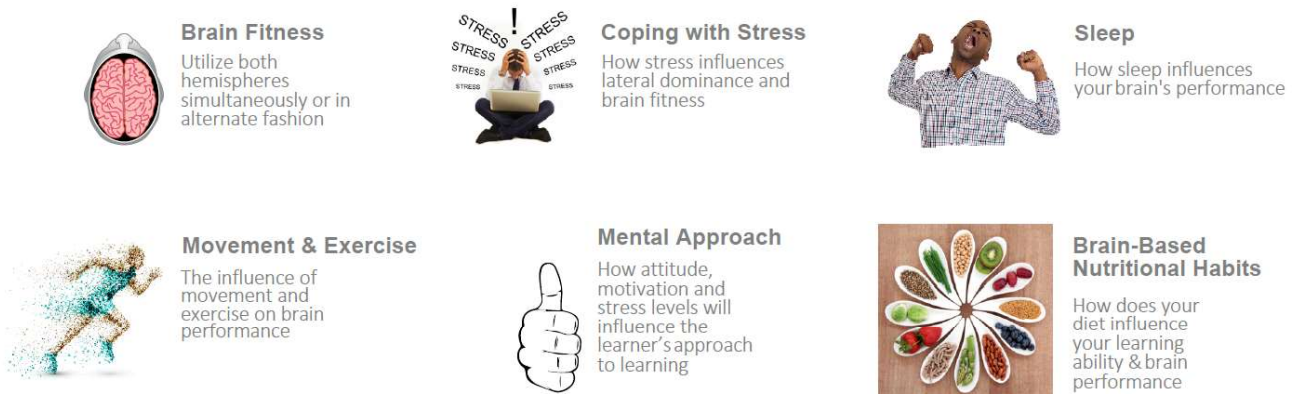 Brain Fitness
Utilize both
hemispheres
simultaneously or in
alternate fashion
!
STRESS STRESS
STRESS STRESS
STRESS STRESS
STRESS STRESS
Coping with Stress
How stress influences
lateral dominance and
brain fitness
Sleep
How sleep influences
your brain's performance
Movement & Exercise
The influence of
movement and
exercise on brain
performance
Mental Approach
How attitude,
motivation and
stress levels will
influence the
learner's approach
to learning
Brain-Based
Nutritional Habits
How does your
diet influence
your learning
ability & brain
performance